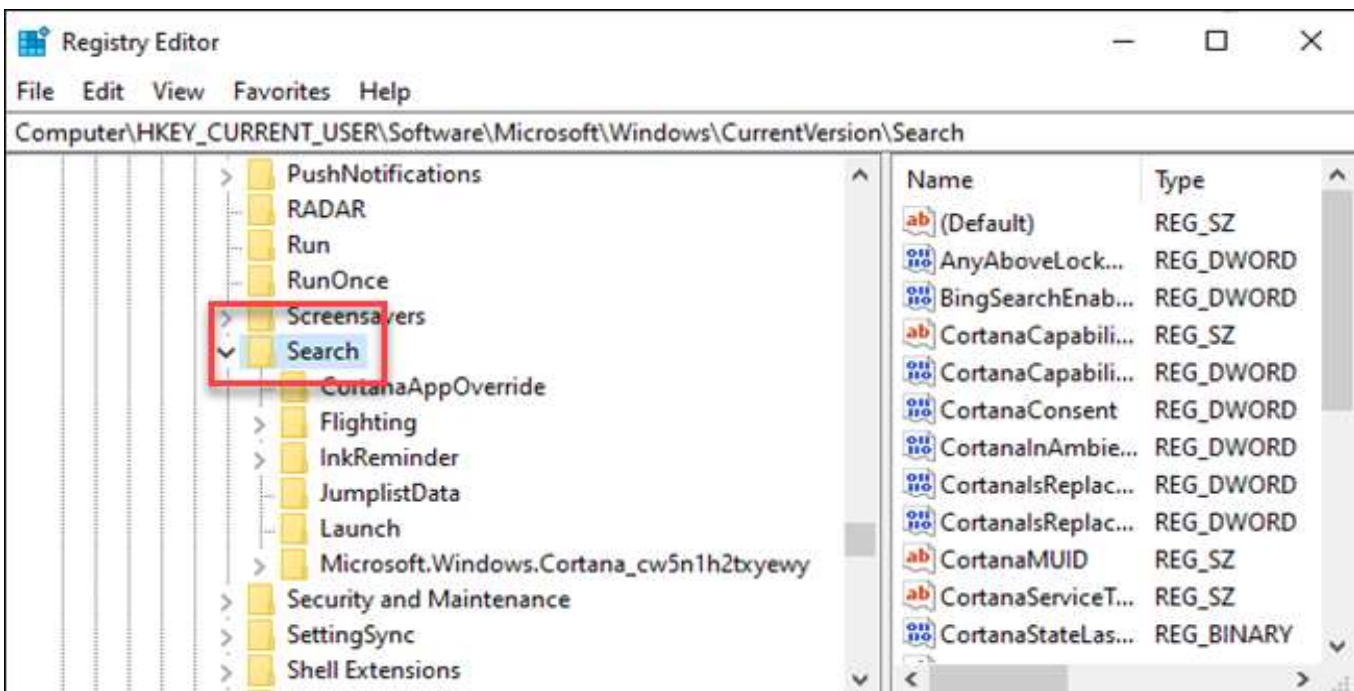 Registry Editor
File Edit View Favorites Help
Computer\HKEY_CURRENT_USER\Software\Microsoft\Windows\CurrentVersion\Search
PushNotifications
RADAR
Run
RunOnce
Screensavers
Search
CortanaAppOverride
Flighting
InkReminder
JumplistData
Launch
Microsoft.Windows.Cortana_cw5n1h2txyewy
Security and Maintenance
SettingSync
Shell Extensions
Name Type
(Default) REG_SZ
AnyAboveLock... REG_DWORD
BingSearchEnab... REG_DWORD
CortanaCapabili... REG_SZ
CortanaCapabili... REG_DWORD
CortanaConsent REG_DWORD
CortanaInAmbie... REG_DWORD
CortanaIsReplac... REG_DWORD
CortanaIsReplac... REG_DWORD
CortanaMUID REG_SZ
CortanaServiceT... REG_SZ
CortanaStateLas... REG_BINARY